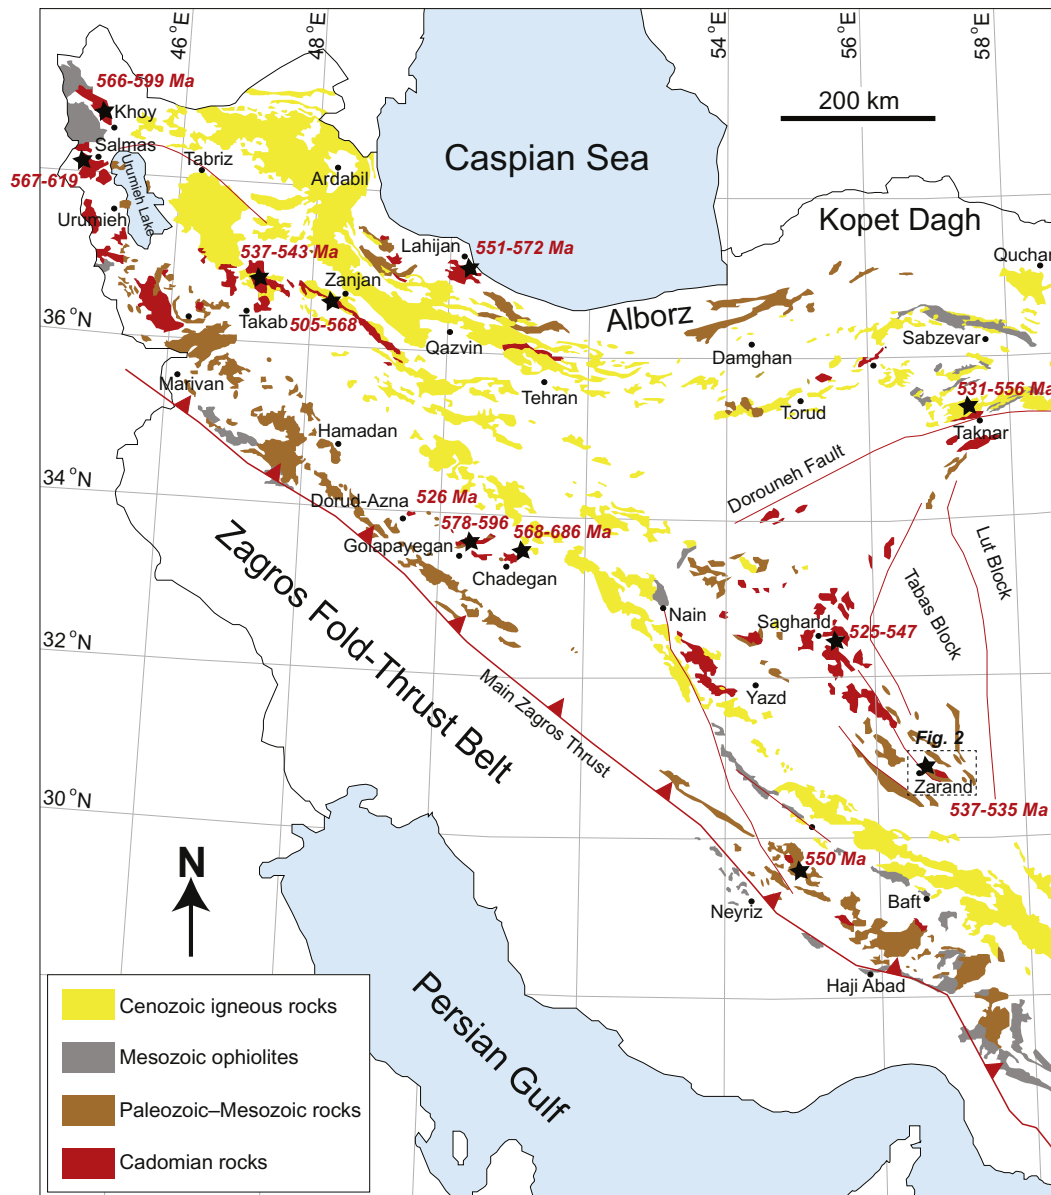 46 °E
48 °E
54 °E
56 °E
58 °E
566-599 Ma
Khoy
200 km
Salmas
Tabriz
Ardabil
Caspian Sea
567-619
Urumieh Lake
Urumieh
Kopet Dagh
Lahijan
551-572 Ma
537-543 Ma
Quchan
Zanjan
36 °N
Takab
505-568
Alborz
Qazvin
Damghan
Sabzevar
Marivan
Tehran
Torud
531-556 Ma
Taknar
Hamadan
Dorouneh Fault
34 °N
Dorud-Azna
526 Ma
578-596
568-686 Ma
Golapayegan
Chadegan
Lut Block
Tabas Block
Zagros Fold-Thrust Belt
Nain
Saghand
525-547
32 °N
Main Zagros Thrust
Yazd
Fig. 2
Zarand
30 °N
537-535 Ma
N
550 Ma
Neyriz
Baft
Haji Abad
Persian Gulf
Cenozoic igneous rocks
Mesozoic ophiolites
Paleozoic–Mesozoic rocks
Cadomian rocks